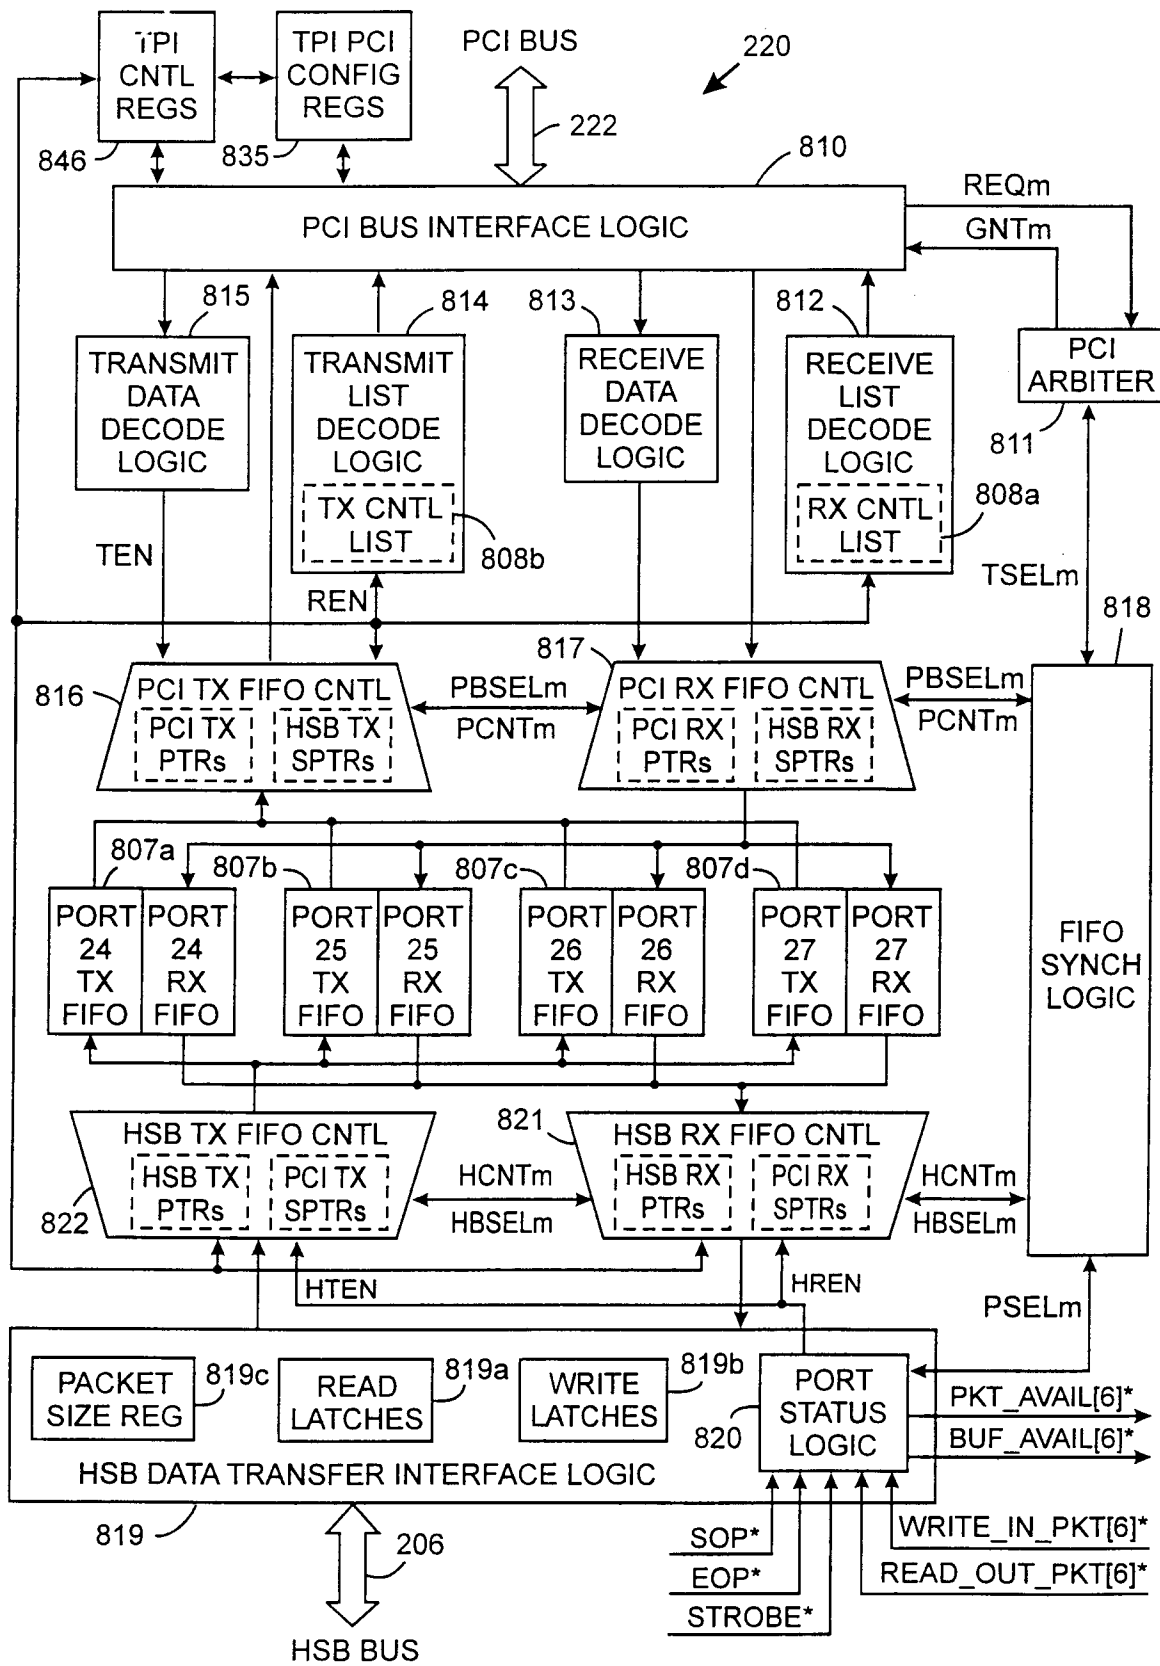 TPI
CNTL
REGS
TPI PCI
CONFIG
REGS
PCI BUS
220
222
846
835
810
PCI BUS INTERFACE LOGIC
REQm
GNTm
815
814
813
812
TRANSMIT
DATA
DECODE
LOGIC
TRANSMIT
LIST
DECODE
LOGIC
TX CNTL
LIST
808b
RECEIVE
DATA
DECODE
LOGIC
RECEIVE
LIST
DECODE
LOGIC
RX CNTL
LIST
808a
PCI
ARBITER
811
TEN
REN
TSELm
818
816
PCI TX FIFO CNTL
PCI TX
PTRs
HSB TX
SPTRs
PBSELm
PCNTm
817
PCI RX FIFO CNTL
PCI RX
PTRs
HSB RX
SPTRs
PBSELm
PCNTm
807a
807b
807c
807d
PORT
24
TX
FIFO
PORT
24
RX
FIFO
PORT
25
TX
FIFO
PORT
25
RX
FIFO
PORT
26
TX
FIFO
PORT
26
RX
FIFO
PORT
27
TX
FIFO
PORT
27
RX
FIFO
FIFO
SYNCH
LOGIC
HSB TX FIFO CNTL
HSB TX
PTRs
PCI TX
SPTRs
822
HCNTm
HBSELm
821
HSB RX FIFO CNTL
HSB RX
PTRs
PCI RX
SPTRs
HCNTm
HBSELm
HTEN
HREN
PSELm
PACKET
SIZE REG
819c
READ
LATCHES
819a
WRITE
LATCHES
819b
820
PORT
STATUS
LOGIC
PKT_AVAIL[6]*
BUF_AVAIL[6]*
HSB DATA TRANSFER INTERFACE LOGIC
819
206
SOP*
EOP*
STROBE*
WRITE_IN_PKT[6]*
READ_OUT_PKT[6]*
HSB BUS